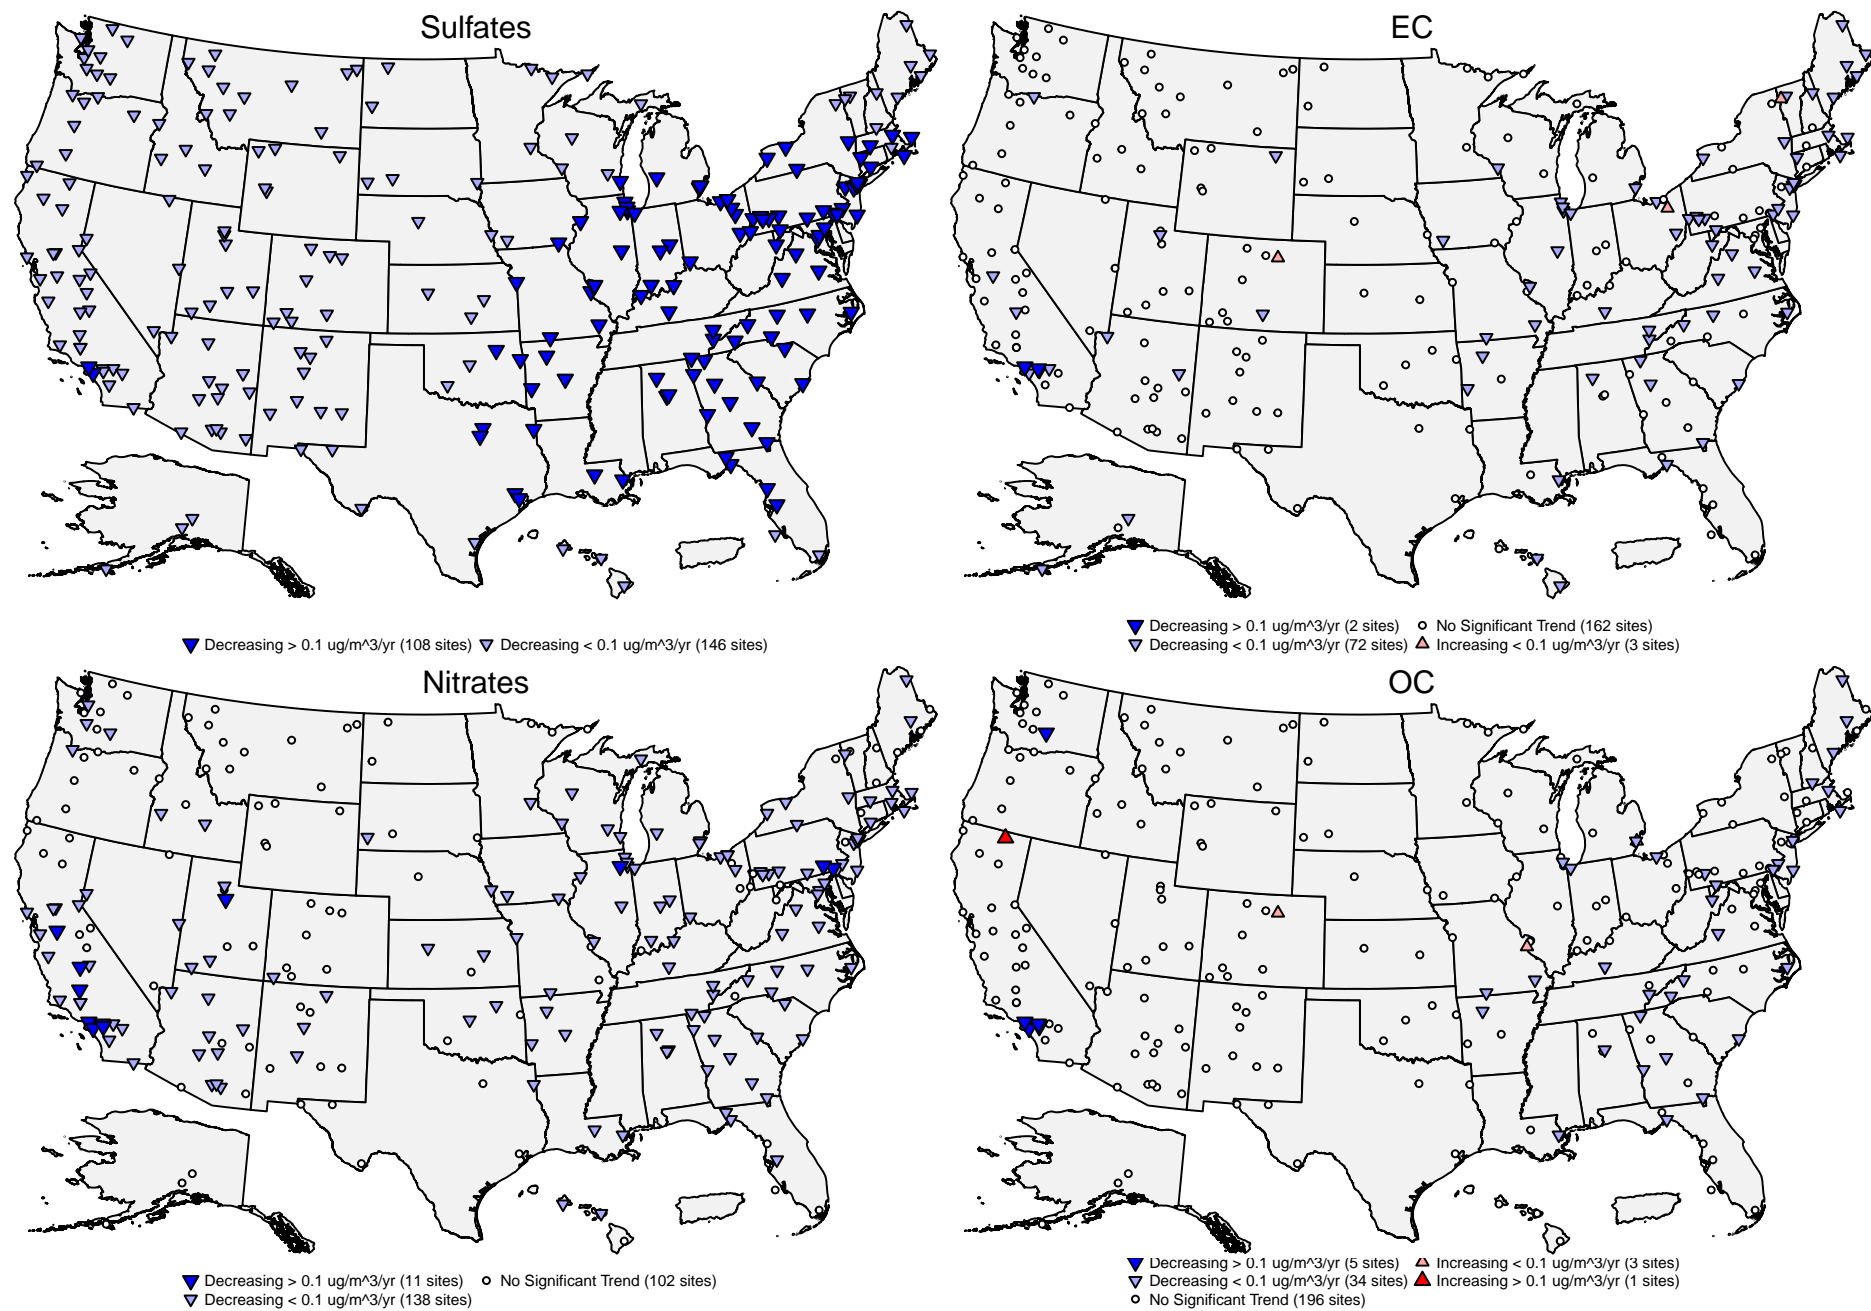 Sulfates
EC
▼ Decreasing > 0.1 ug/m^3/yr (108 sites) ▽ Decreasing < 0.1 ug/m^3/yr (146 sites)
▼ Decreasing > 0.1 ug/m^3/yr (2 sites) ○ No Significant Trend (162 sites)
▽ Decreasing < 0.1 ug/m^3/yr (72 sites) △ Increasing < 0.1 ug/m^3/yr (3 sites)
Nitrates
OC
▼ Decreasing > 0.1 ug/m^3/yr (11 sites) ○ No Significant Trend (102 sites)
▽ Decreasing < 0.1 ug/m^3/yr (138 sites)
▼ Decreasing > 0.1 ug/m^3/yr (5 sites) △ Increasing < 0.1 ug/m^3/yr (3 sites)
▽ Decreasing < 0.1 ug/m^3/yr (34 sites) ▲ Increasing > 0.1 ug/m^3/yr (1 sites)
○ No Significant Trend (196 sites)